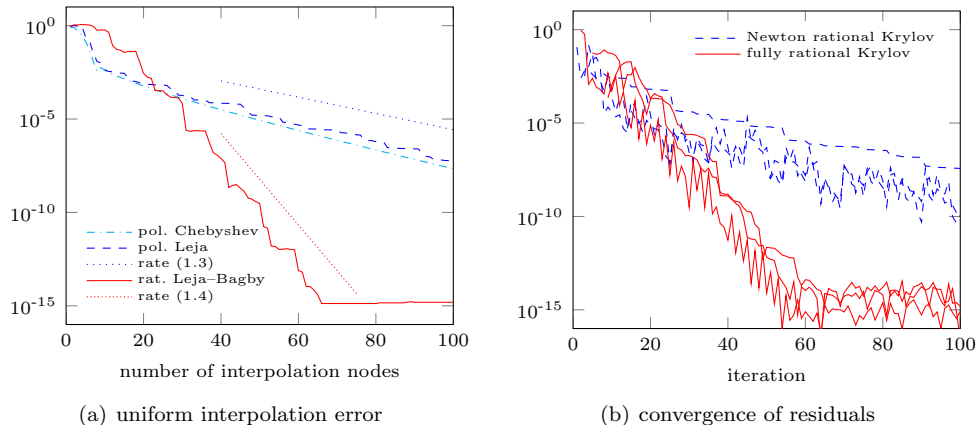 10^0
10^−5
10^−10
10^−15
pol. Chebyshev
pol. Leja
rate (1.3)
rat. Leja–Bagby
rate (1.4)
0 20 40 60 80 100
number of interpolation nodes
(a) uniform interpolation error
10^0
10^−5
10^−10
10^−15
Newton rational Krylov
fully rational Krylov
0 20 40 60 80 100
iteration
(b) convergence of residuals